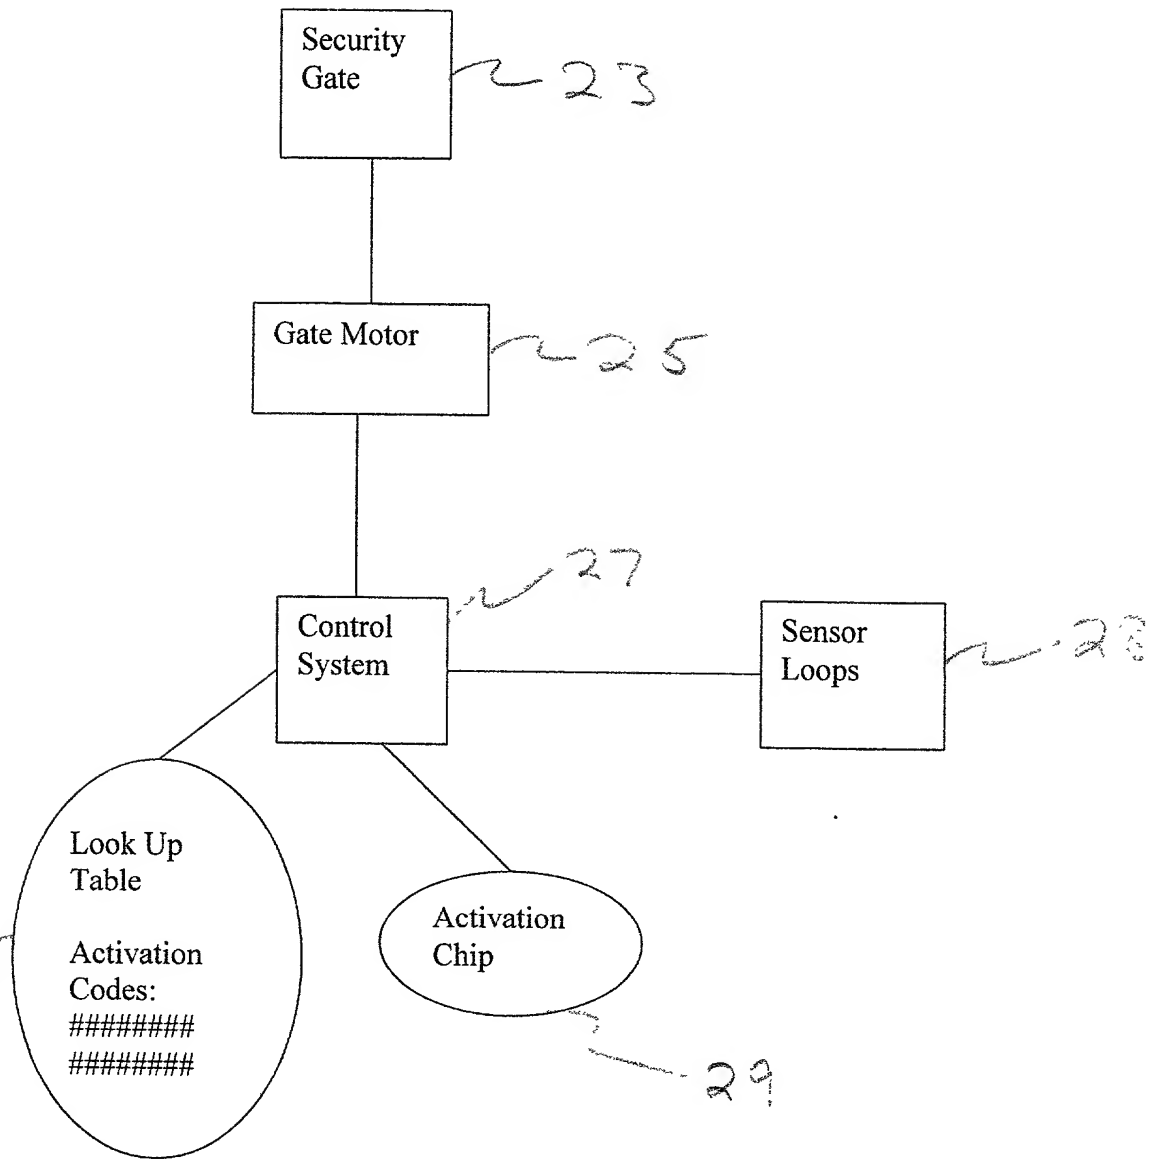 Security
Gate
23
Gate Motor
25
27
Control
System
Sensor
Loops
28
Look Up
Table
Activation
Codes:
########
########
Activation
Chip
29